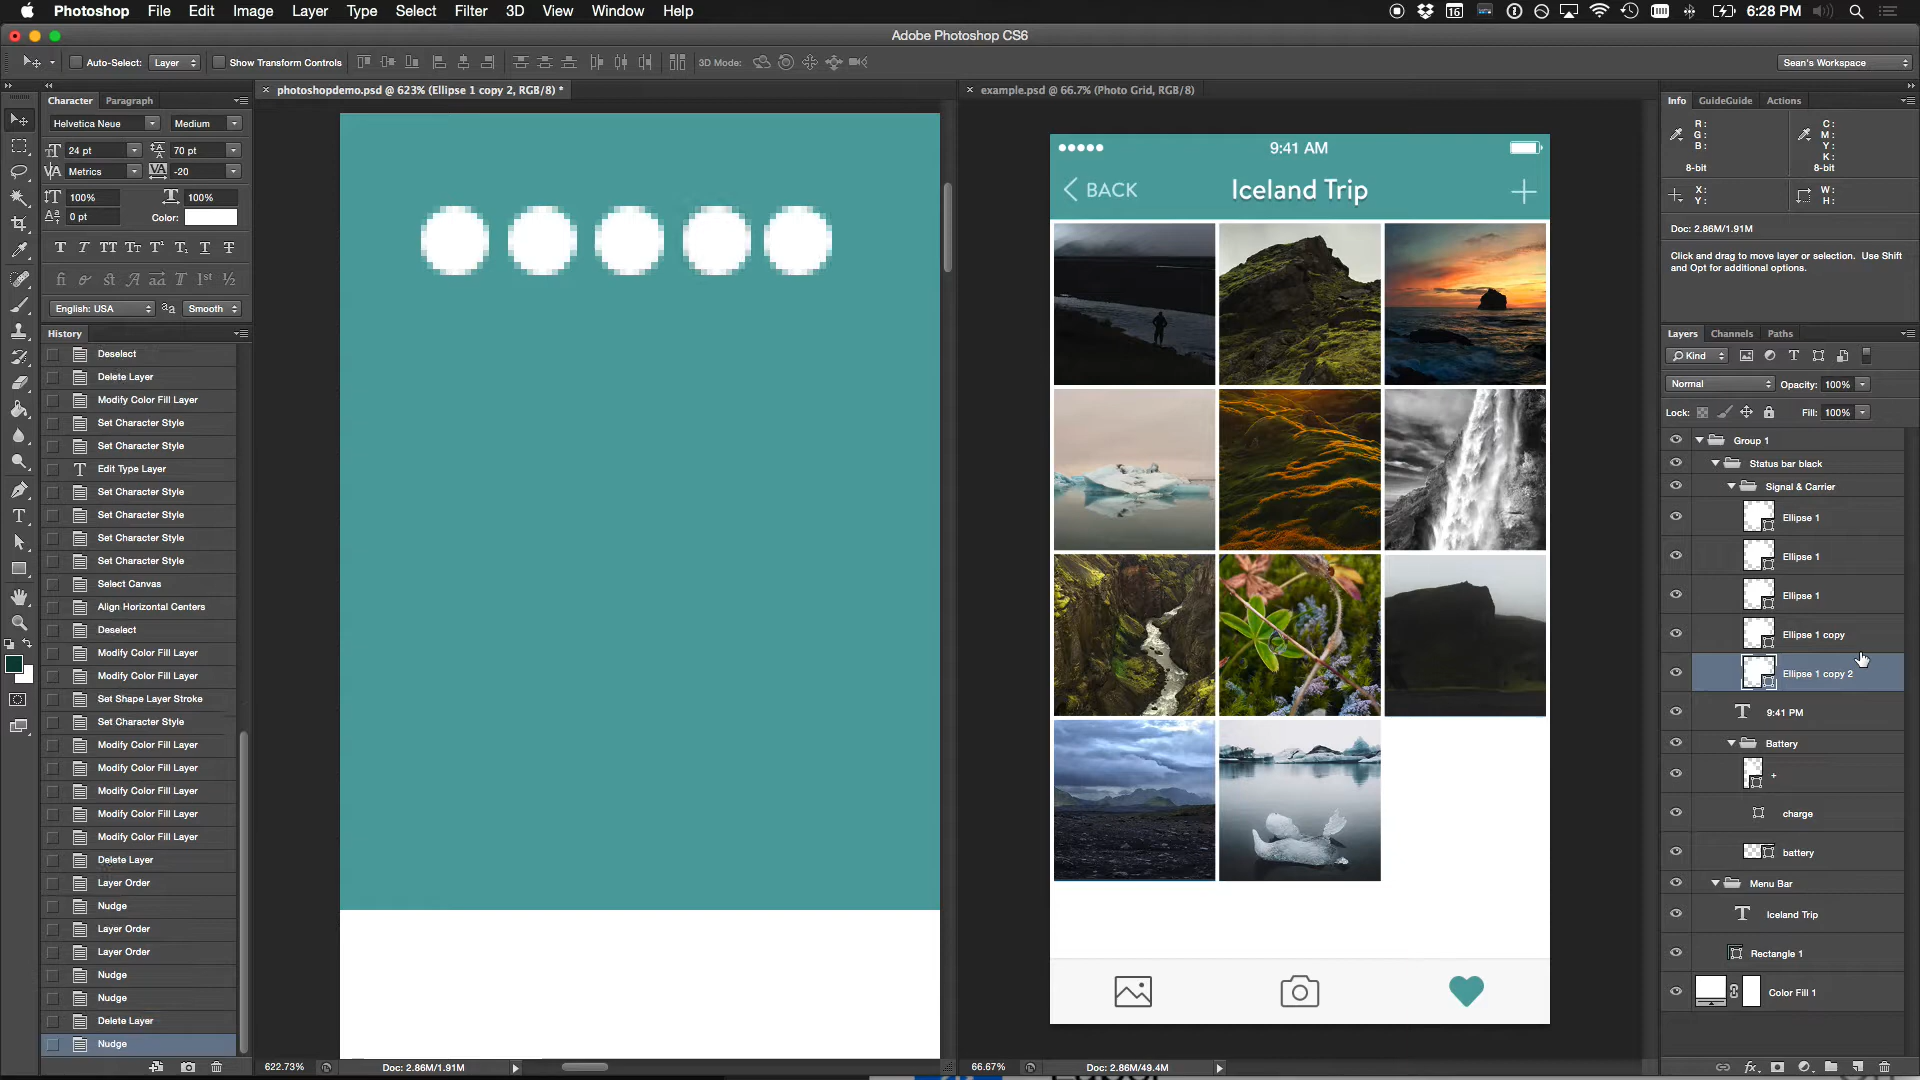 Photoshop File Edit Image Layer Type Select Filter 3D View Window Help
16 6:28 PM
Adobe Photoshop CS6
Auto-Select: Layer Show Transform Controls 3D Mode: Sean's Workspace
photoshopdemo.psd @ 623% (Ellipse 1 copy 2, RGB/8) *
example.psd @ 66.7% (Photo Grid, RGB/8)
Character Paragraph
Helvetica Neue Medium
24 pt 70 pt
Metrics -20
100% 100%
0 pt Color:
English: USA aa Smooth
History
Deselect
Delete Layer
Modify Color Fill Layer
Set Character Style
Set Character Style
Edit Type Layer
Set Character Style
Set Character Style
Set Character Style
Set Character Style
Select Canvas
Align Horizontal Centers
Deselect
Modify Color Fill Layer
Modify Color Fill Layer
Set Shape Layer Stroke
Set Character Style
Modify Color Fill Layer
Modify Color Fill Layer
Modify Color Fill Layer
Modify Color Fill Layer
Modify Color Fill Layer
Delete Layer
Layer Order
Nudge
Layer Order
Layer Order
Nudge
Nudge
Delete Layer
Nudge
622.73% Doc: 2.86M/1.91M
9:41 AM
BACK Iceland Trip
66.67% Doc: 2.86M/49.4M
Info GuideGuide Actions
R: C:
G: M:
B: Y:
K:
8-bit 8-bit
X: W:
Y: H:
Doc: 2.86M/1.91M
Click and drag to move layer or selection. Use Shift
and Opt for additional options.
Layers Channels Paths
Kind
Normal Opacity: 100%
Lock: Fill: 100%
Group 1
Status bar black
Signal & Carrier
Ellipse 1
Ellipse 1
Ellipse 1
Ellipse 1 copy
Ellipse 1 copy 2
9:41 PM
Battery
+
charge
battery
Menu Bar
Iceland Trip
Rectangle 1
Color Fill 1